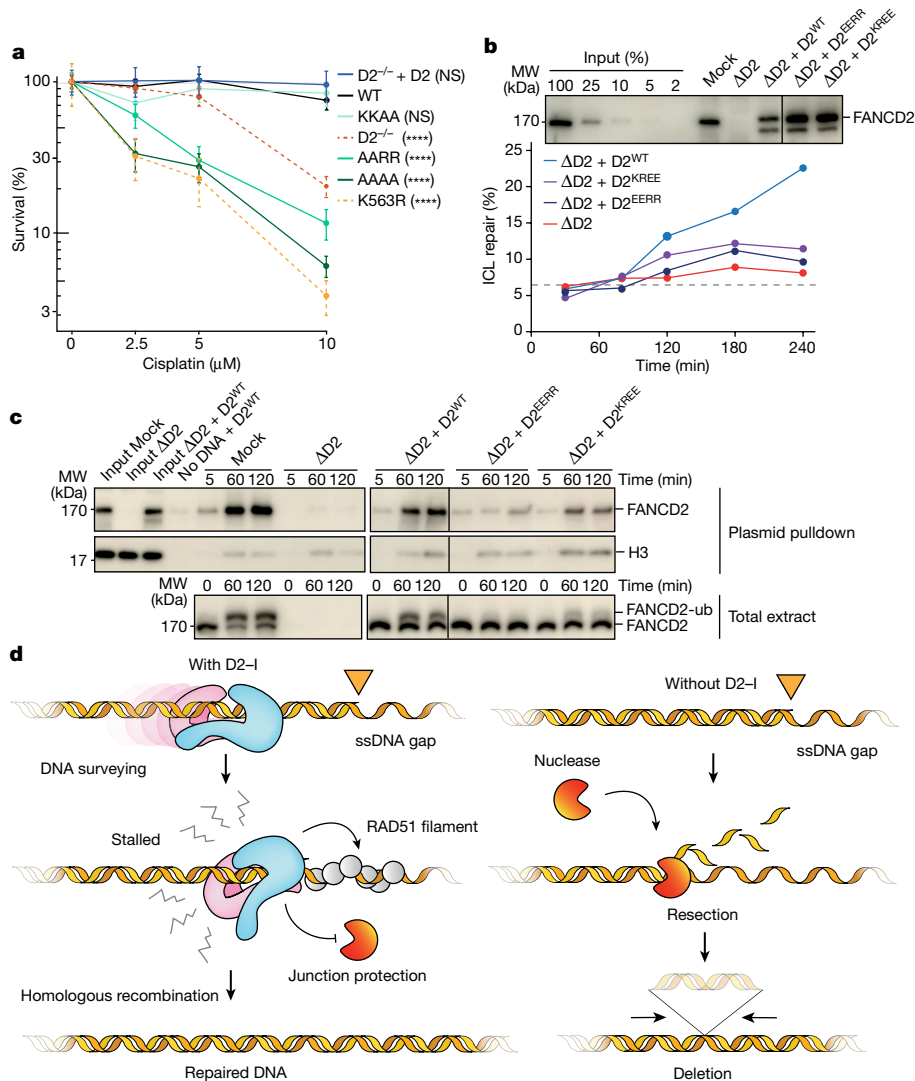 a
100
30
10
3
Survival (%)
0
2.5
5
10
Cisplatin (μM)
D2–/– + D2 (NS)
WT
KKAA (NS)
D2–/– (****)
AARR (****)
AAAA (****)
K563R (****)
b
Input (%)
MW (kDa)
100 25 10 5 2
Mock
ΔD2
ΔD2 + D2WT
ΔD2 + D2EERR
ΔD2 + D2KREE
170
FANCD2
25
20
15
10
5
0
ICL repair (%)
ΔD2 + D2WT
ΔD2 + D2KREE
ΔD2 + D2EERR
ΔD2
0 60 120 180 240
Time (min)
c
Input Mock
Input ΔD2
Input ΔD2 + D2WT
No DNA + D2WT
Mock
ΔD2
ΔD2 + D2WT
ΔD2 + D2EERR
ΔD2 + D2KREE
MW (kDa)
5 60 120 5 60 120 5 60 120 5 60 120 5 60 120 Time (min)
170
FANCD2
17
H3
Plasmid pulldown
MW (kDa)
0 60 120 0 60 120 0 60 120 0 60 120 0 60 120 Time (min)
FANCD2-ub
170
FANCD2
Total extract
d
With D2–I
ssDNA gap
DNA surveying
Stalled
RAD51 filament
Junction protection
Homologous recombination
Repaired DNA
Without D2–I
ssDNA gap
Nuclease
Resection
Deletion